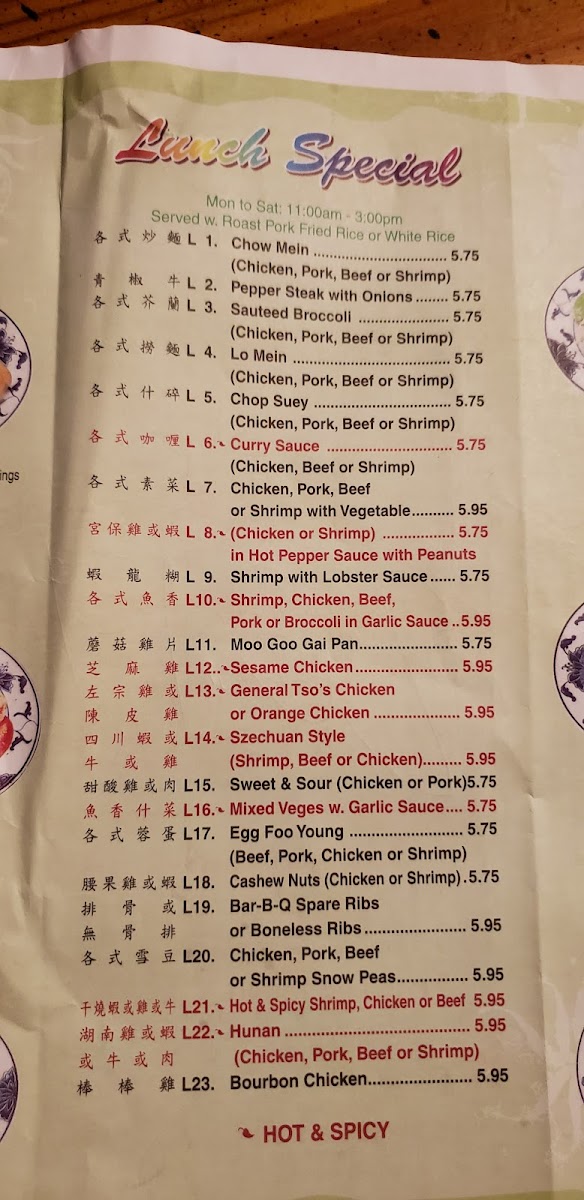 Lunch Special
Mon to Sat: 11:00am - 3:00pm
Served w. Roast Pork Fried Rice or White Rice
各式炒麵 L 1. Chow Mein 5.75
(Chicken, Pork, Beef or Shrimp)
青椒牛 L 2. Pepper Steak with Onions 5.75
各式芥蘭 L 3. Sauteed Broccoli 5.75
(Chicken, Pork, Beef or Shrimp)
各式撈麵 L 4. Lo Mein 5.75
(Chicken, Pork, Beef or Shrimp)
各式什碎 L 5. Chop Suey 5.75
(Chicken, Pork, Beef or Shrimp)
各式咖喱 L 6. Curry Sauce 5.75
(Chicken, Beef or Shrimp)
ings
各式素菜 L 7. Chicken, Pork, Beef
or Shrimp with Vegetable 5.95
宮保雞或蝦 L 8. (Chicken or Shrimp) 5.75
in Hot Pepper Sauce with Peanuts
蝦龍糊 L 9. Shrimp with Lobster Sauce 5.75
各式魚香 L10. Shrimp, Chicken, Beef,
Pork or Broccoli in Garlic Sauce 5.95
蘑菇雞片 L11. Moo Goo Gai Pan 5.75
芝麻雞 L12. Sesame Chicken 5.95
左宗雞或 L13. General Tso's Chicken
陳皮雞 or Orange Chicken 5.95
四川蝦或 L14. Szechuan Style
牛或雞 (Shrimp, Beef or Chicken) 5.95
甜酸雞或肉 L15. Sweet & Sour (Chicken or Pork) 5.75
魚香什菜 L16. Mixed Veges w. Garlic Sauce 5.75
各式蓉蛋 L17. Egg Foo Young 5.75
(Beef, Pork, Chicken or Shrimp)
腰果雞或蝦 L18. Cashew Nuts (Chicken or Shrimp) 5.75
排骨或 L19. Bar-B-Q Spare Ribs
無骨排 or Boneless Ribs 5.95
各式雪豆 L20. Chicken, Pork, Beef
or Shrimp Snow Peas 5.95
干燒蝦或雞或牛 L21. Hot & Spicy Shrimp, Chicken or Beef 5.95
湖南雞或蝦 L22. Hunan 5.95
或牛或肉 (Chicken, Pork, Beef or Shrimp)
棒棒雞 L23. Bourbon Chicken 5.95
HOT & SPICY